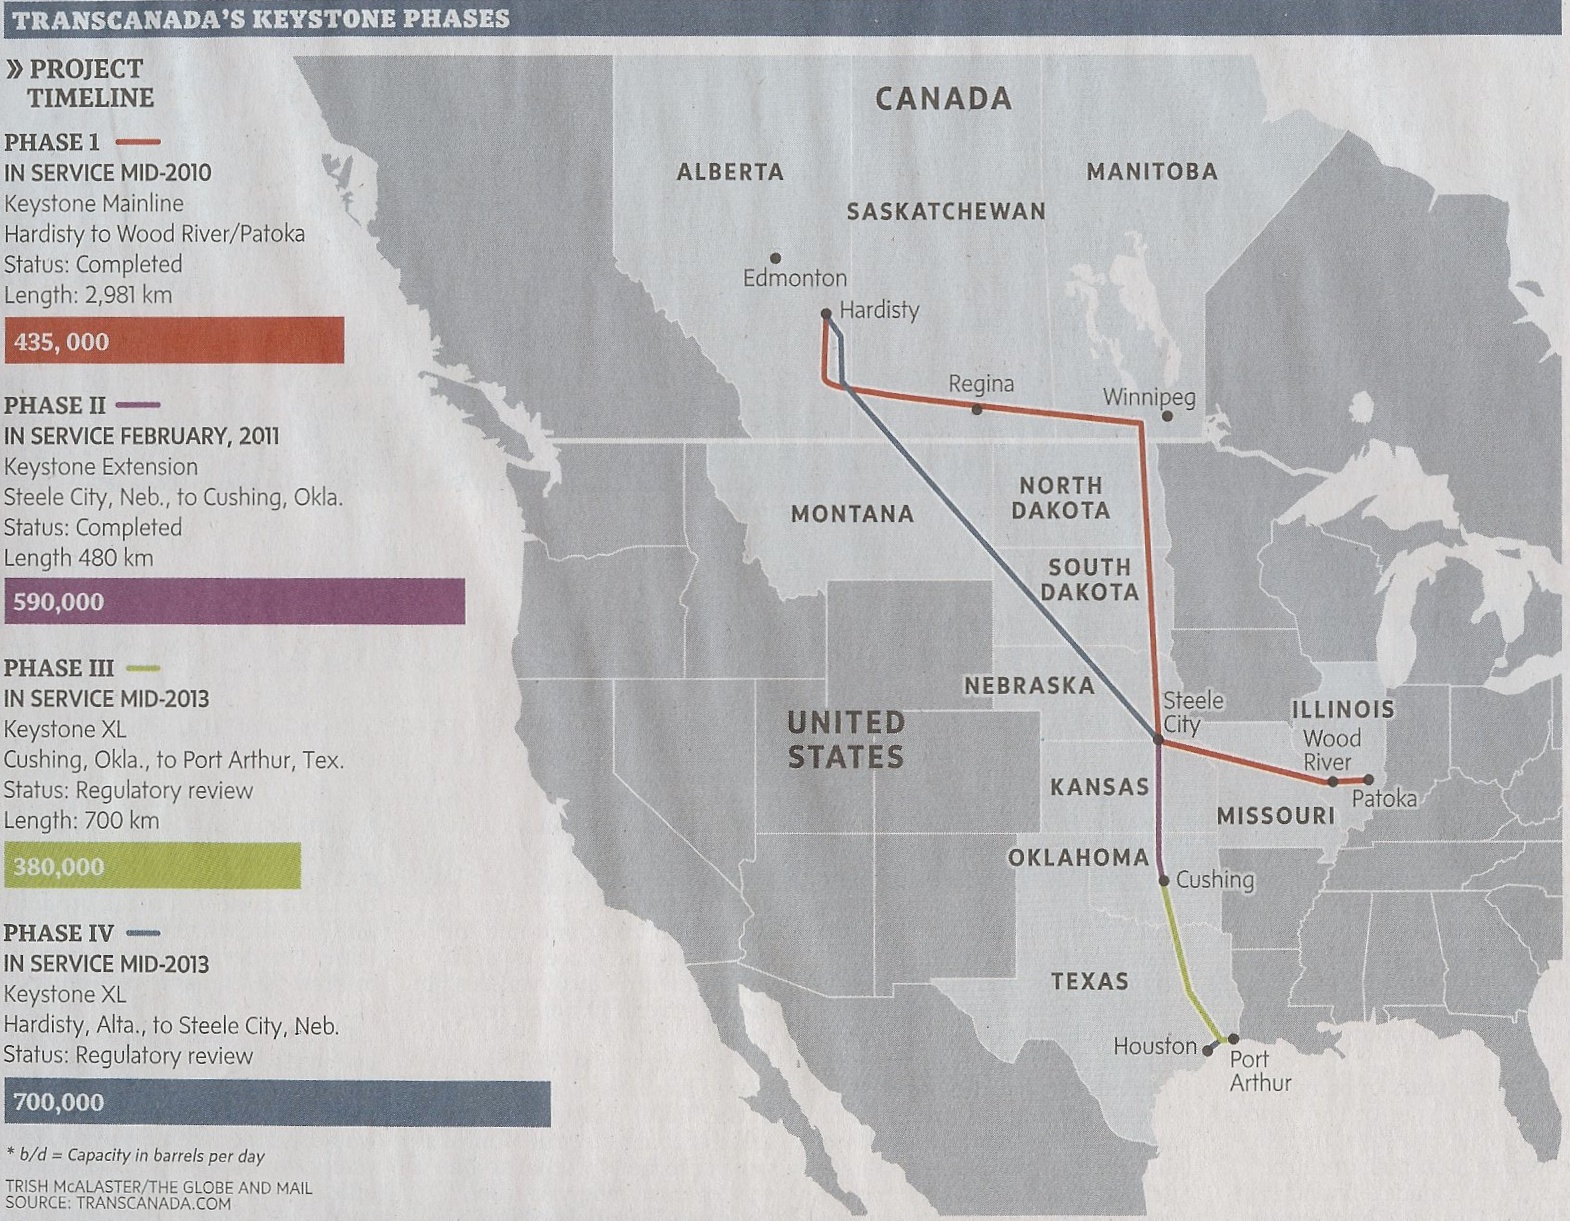 TRANSCANADA'S KEYSTONE PHASES
» PROJECT
TIMELINE
PHASE 1
IN SERVICE MID-2010
Keystone Mainline
Hardisty to Wood River/Patoka
Status: Completed
Length: 2,981 km
435, 000
PHASE II
IN SERVICE FEBRUARY, 2011
Keystone Extension
Steele City, Neb., to Cushing, Okla.
Status: Completed
Length 480 km
590,000
PHASE III
IN SERVICE MID-2013
Keystone XL
Cushing, Okla., to Port Arthur, Tex.
Status: Regulatory review
Length: 700 km
380,000
PHASE IV
IN SERVICE MID-2013
Keystone XL
Hardisty, Alta., to Steele City, Neb.
Status: Regulatory review
700,000
* b/d = Capacity in barrels per day
TRISH McALASTER/THE GLOBE AND MAIL
SOURCE: TRANSCANADA.COM
CANADA
ALBERTA
MANITOBA
SASKATCHEWAN
Edmonton
Hardisty
Regina
Winnipeg
MONTANA
NORTH
DAKOTA
SOUTH
DAKOTA
NEBRASKA
Steele
City
UNITED
STATES
ILLINOIS
Wood
River
Patoka
KANSAS
MISSOURI
OKLAHOMA
Cushing
TEXAS
Houston
Port
Arthur